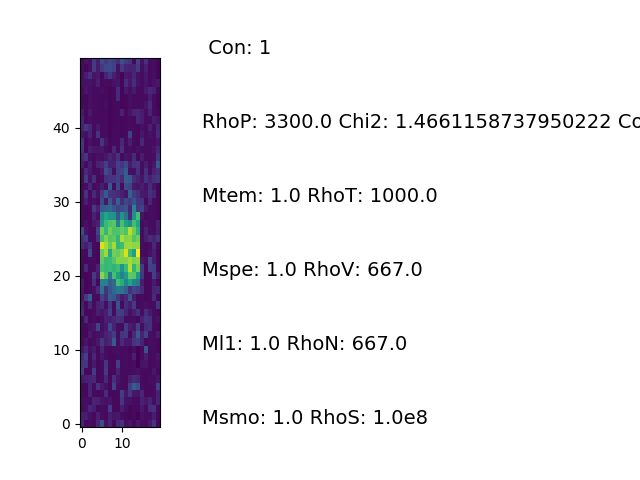 Con: 1
RhoP: 3300.0 Chi2: 1.4661158737950222 Co
Mtem: 1.0 RhoT: 1000.0
Mspe: 1.0 RhoV: 667.0
Ml1: 1.0 RhoN: 667.0
Msmo: 1.0 RhoS: 1.0e8
40
30
20
10
0
0 10